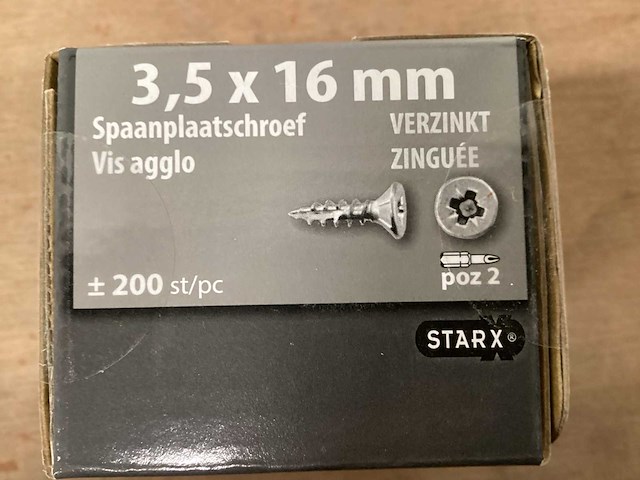 3,5 x 16 mm
Spaanplaatschroef
Vis agglo
VERZINKT
ZINGUÉE
± 200 st/pc
poz 2
STARX®